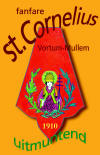 fanfare
st. Cornelius
Vortum-Mullem
1910
uitmuntend